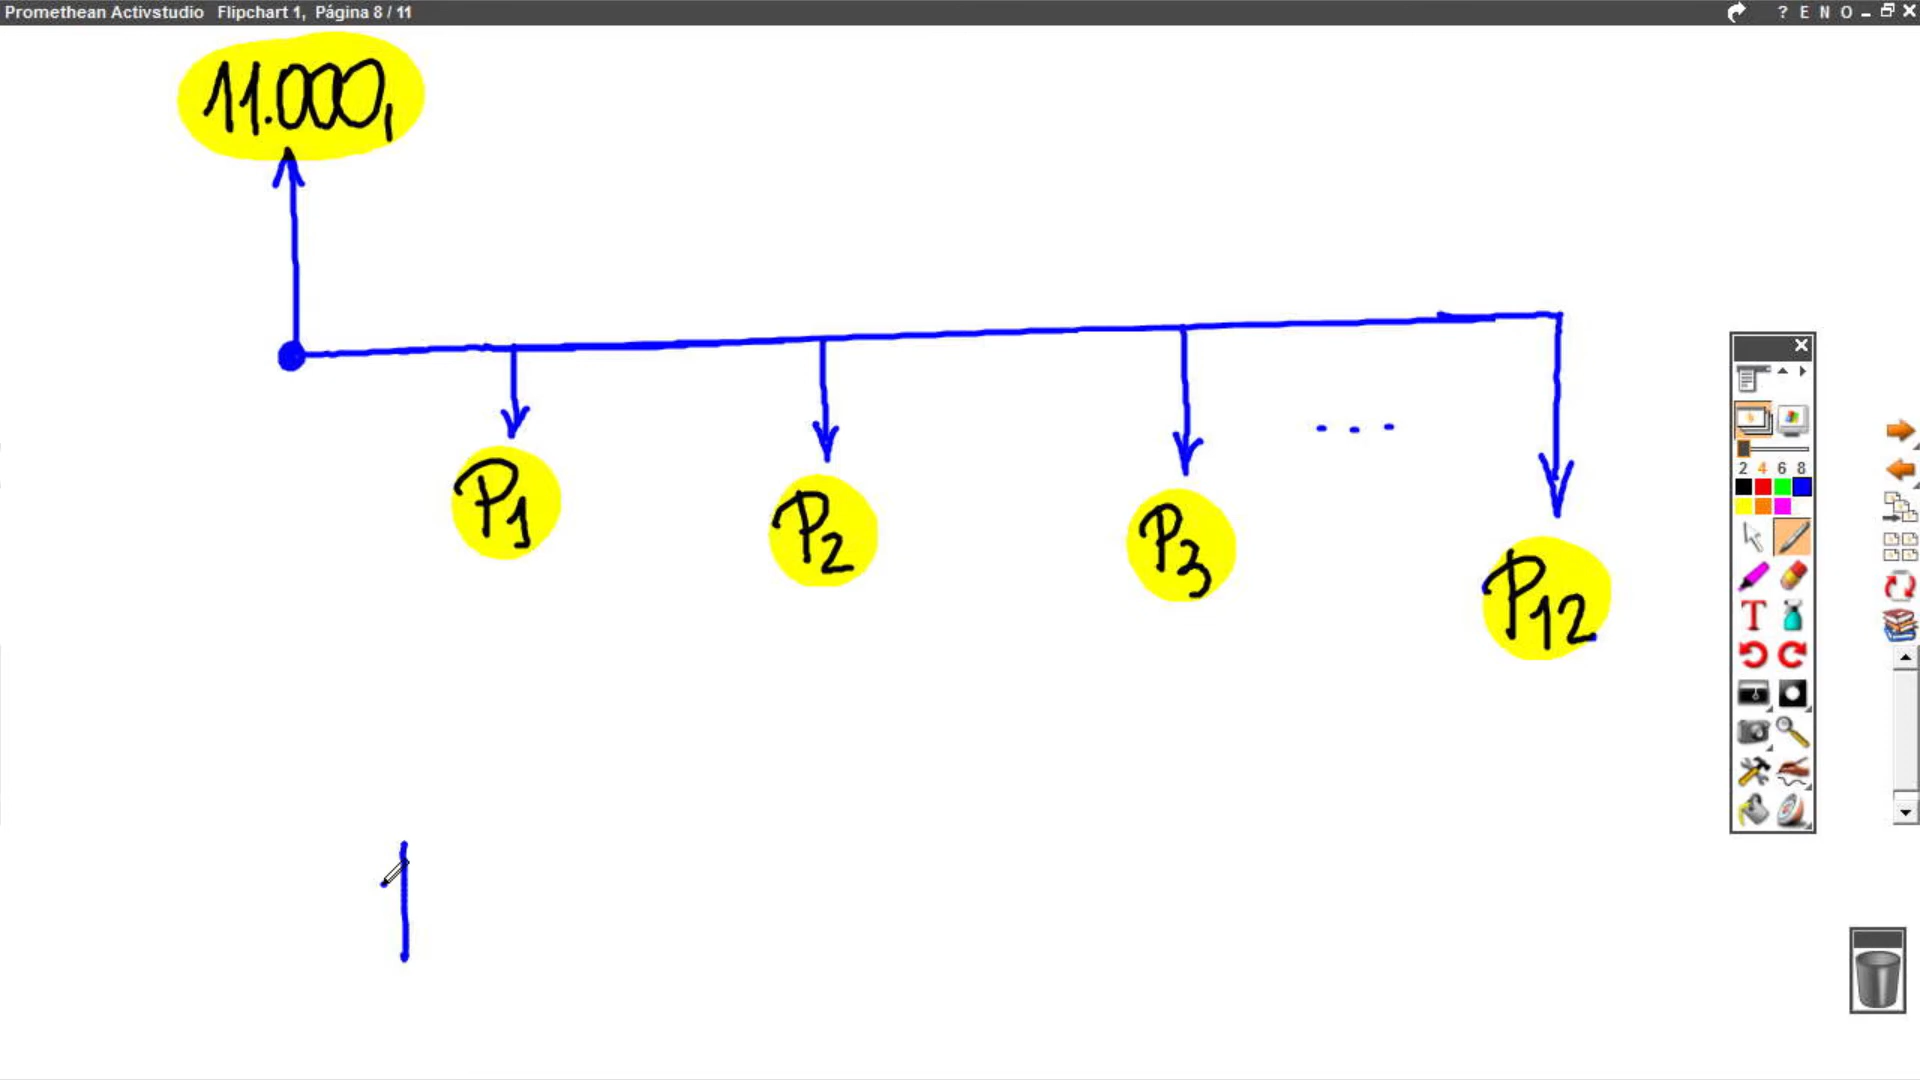 Promethean Activstudio Flipchart 1, Página 8 / 11
? E N O
11.000,
P1 P2 P3 ... P12
2 4 6 8
T